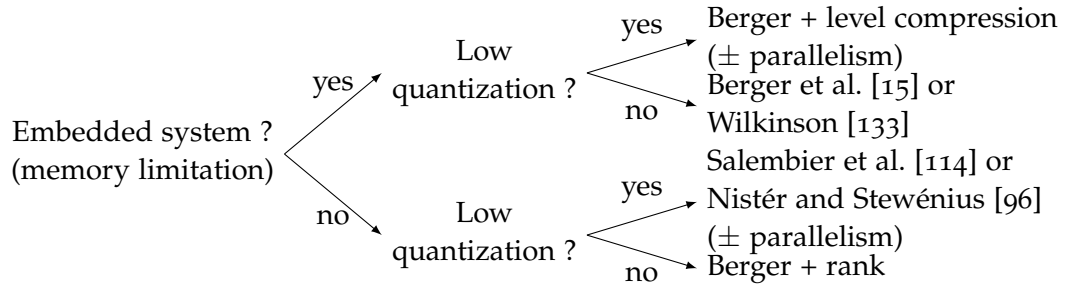 Embedded system ?
(memory limitation)
yes
no
Low
quantization ?
yes
no
Berger + level compression
(± parallelism)
Berger et al. [15] or
Wilkinson [133]
Low
quantization ?
yes
no
Salembier et al. [114] or
Nistér and Stewénius [96]
(± parallelism)
Berger + rank